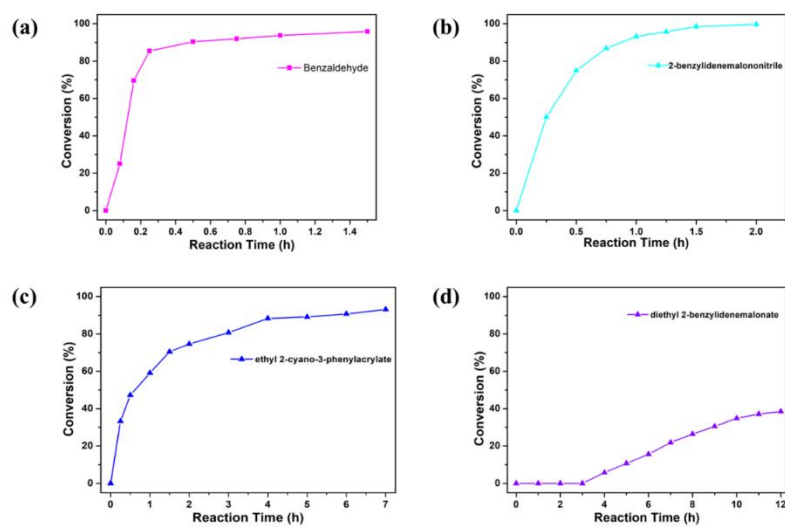 (a)
100
80
60
40
20
0
Conversion (%)
Benzaldehyde
0.0 0.2 0.4 0.6 0.8 1.0 1.2 1.4
Reaction Time (h)
(b)
100
80
60
40
20
0
Conversion (%)
2-benzylidenemalononitrile
0.0 0.5 1.0 1.5 2.0
Reaction Time (h)
(c)
100
80
60
40
20
0
Conversion (%)
ethyl 2-cyano-3-phenylacrylate
0 1 2 3 4 5 6 7
Reaction Time (h)
(d)
100
80
60
40
20
0
Conversion (%)
diethyl 2-benzylidenemalonate
0 2 4 6 8 10 12
Reaction Time (h)